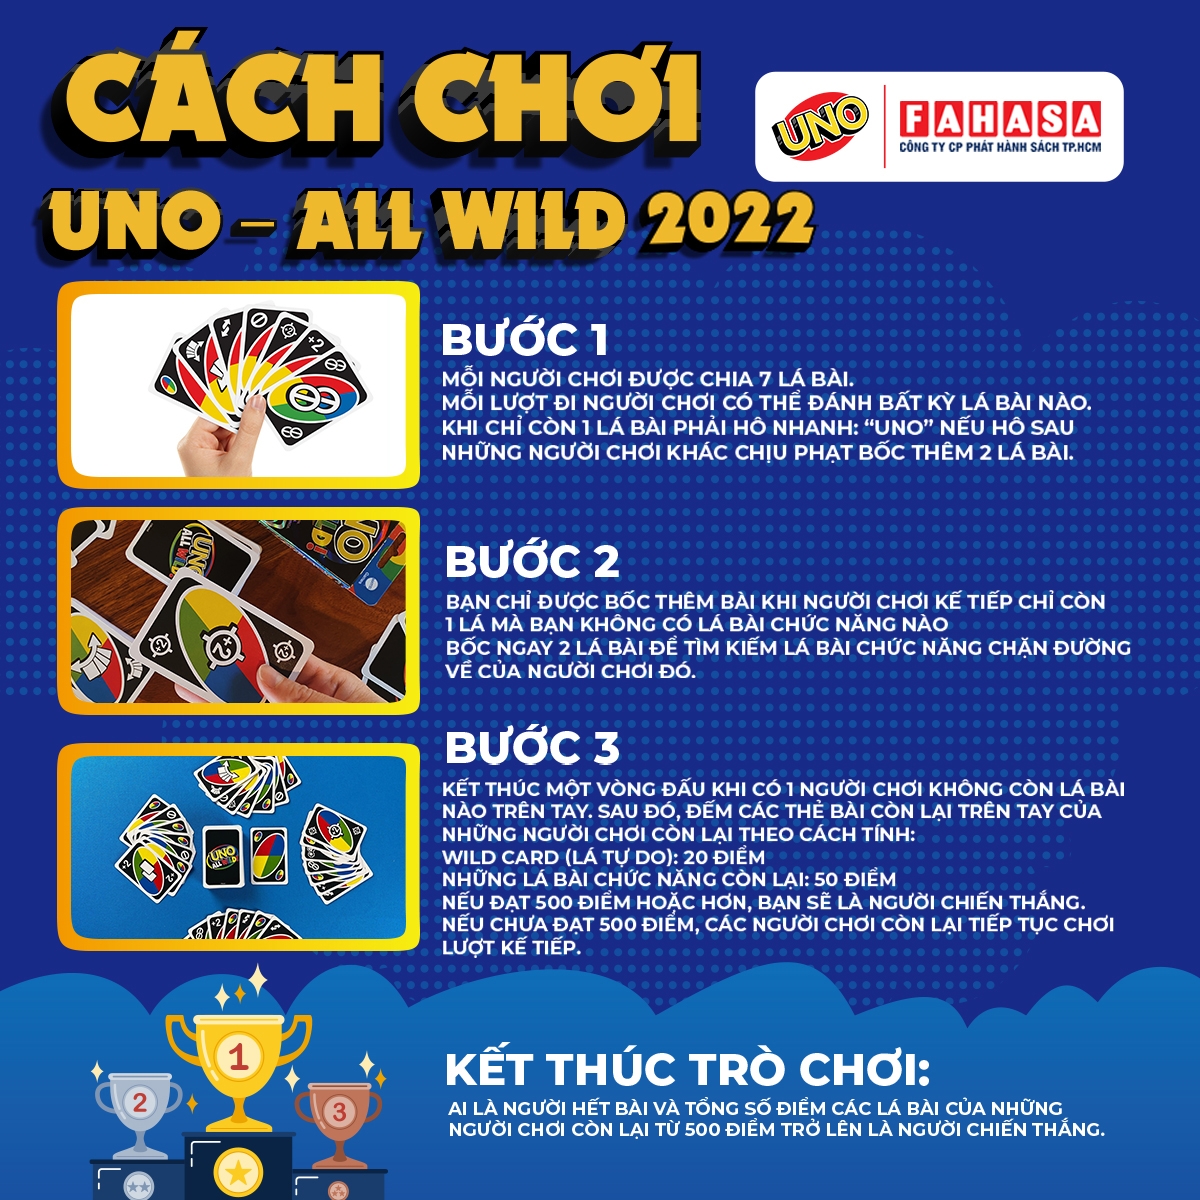 CÁCH CHƠI
UNO – ALL WILD 2022
UNO
FAHASA
CÔNG TY CP PHÁT HÀNH SÁCH TP.HCM
+2
BƯỚC 1
MỖI NGƯỜI CHƠI ĐƯỢC CHIA 7 LÁ BÀI.
MỖI LƯỢT ĐI NGƯỜI CHƠI CÓ THỂ ĐÁNH BẤT KỲ LÁ BÀI NÀO.
KHI CHỈ CÒN 1 LÁ BÀI PHẢI HÔ NHANH: “UNO” NẾU HÔ SAU
NHỮNG NGƯỜI CHƠI KHÁC CHỊU PHẠT BỐC THÊM 2 LÁ BÀI.
UNO
ALL WILD
BƯỚC 2
BẠN CHỈ ĐƯỢC BỐC THÊM BÀI KHI NGƯỜI CHƠI KẾ TIẾP CHỈ CÒN
1 LÁ MÀ BẠN KHÔNG CÓ LÁ BÀI CHỨC NĂNG NÀO
BỐC NGAY 2 LÁ BÀI ĐỂ TÌM KIẾM LÁ BÀI CHỨC NĂNG CHẶN ĐƯỜNG
VỀ CỦA NGƯỜI CHƠI ĐÓ.
UNO
ALL WILD
BƯỚC 3
KẾT THÚC MỘT VÒNG ĐẤU KHI CÓ 1 NGƯỜI CHƠI KHÔNG CÒN LÁ BÀI
NÀO TRÊN TAY. SAU ĐÓ, ĐẾM CÁC THẺ BÀI CÒN LẠI TRÊN TAY CỦA
NHỮNG NGƯỜI CHƠI CÒN LẠI THEO CÁCH TÍNH:
WILD CARD (LÁ TỰ DO): 20 ĐIỂM
NHỮNG LÁ BÀI CHỨC NĂNG CÒN LẠI: 50 ĐIỂM
NẾU ĐẠT 500 ĐIỂM HOẶC HƠN, BẠN SẼ LÀ NGƯỜI CHIẾN THẮNG.
NẾU CHƯA ĐẠT 500 ĐIỂM, CÁC NGƯỜI CHƠI CÒN LẠI TIẾP TỤC CHƠI
LƯỢT KẾ TIẾP.
1
2
3
KẾT THÚC TRÒ CHƠI:
AI LÀ NGƯỜI HẾT BÀI VÀ TỔNG SỐ ĐIỂM CÁC LÁ BÀI CỦA NHỮNG
NGƯỜI CHƠI CÒN LẠI TỪ 500 ĐIỂM TRỞ LÊN LÀ NGƯỜI CHIẾN THẮNG.